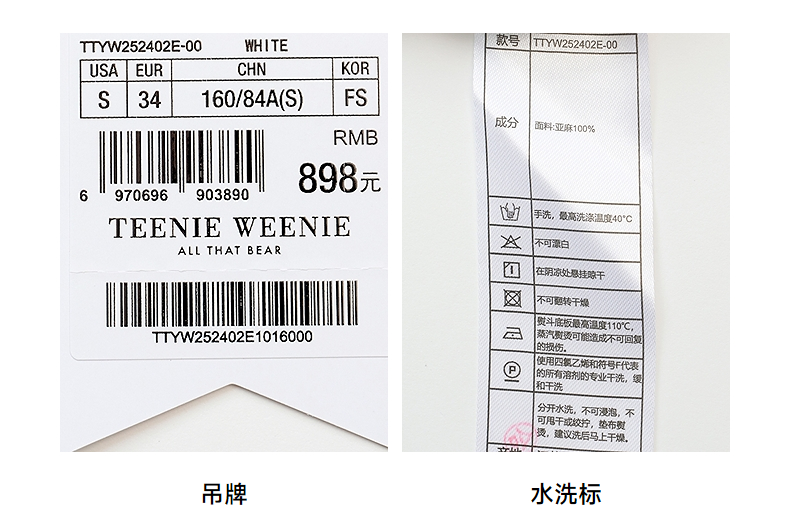 TTYW252402E-00 WHITE
USA EUR CHN KOR
S 34 160/84A(S) FS
RMB
898元
6 970696 903890
TEENIE WEENIE
ALL THAT BEAR
TTYW252402E1016000
吊牌
款号 TTYW252402E-00
成分 面料:亚麻100%
手洗，最高洗涤温度40°C
不可漂白
在阴凉处悬挂晾干
不可翻转干燥
熨斗底板最高温度110℃，
蒸汽熨烫可能造成不可回复
的损伤。
使用四氯乙烯和符号F代表
的所有溶剂的专业干洗，缓
和干洗
分开水洗，不可浸泡，不
可甩干或绞拧，垫布熨
烫，建议洗后马上干燥。
水洗标